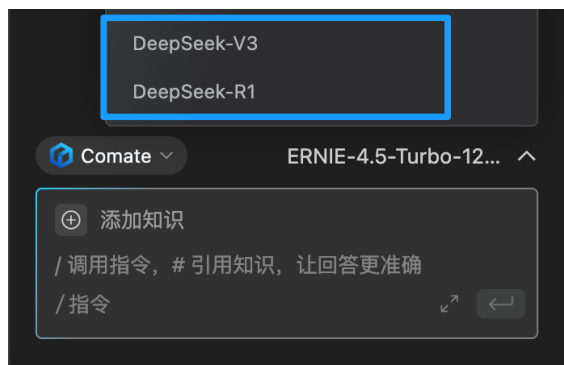 DeepSeek-V3
DeepSeek-R1
Comate ERNIE-4.5-Turbo-12...
添加知识
/ 调用指令，# 引用知识，让回答更准确
/ 指令